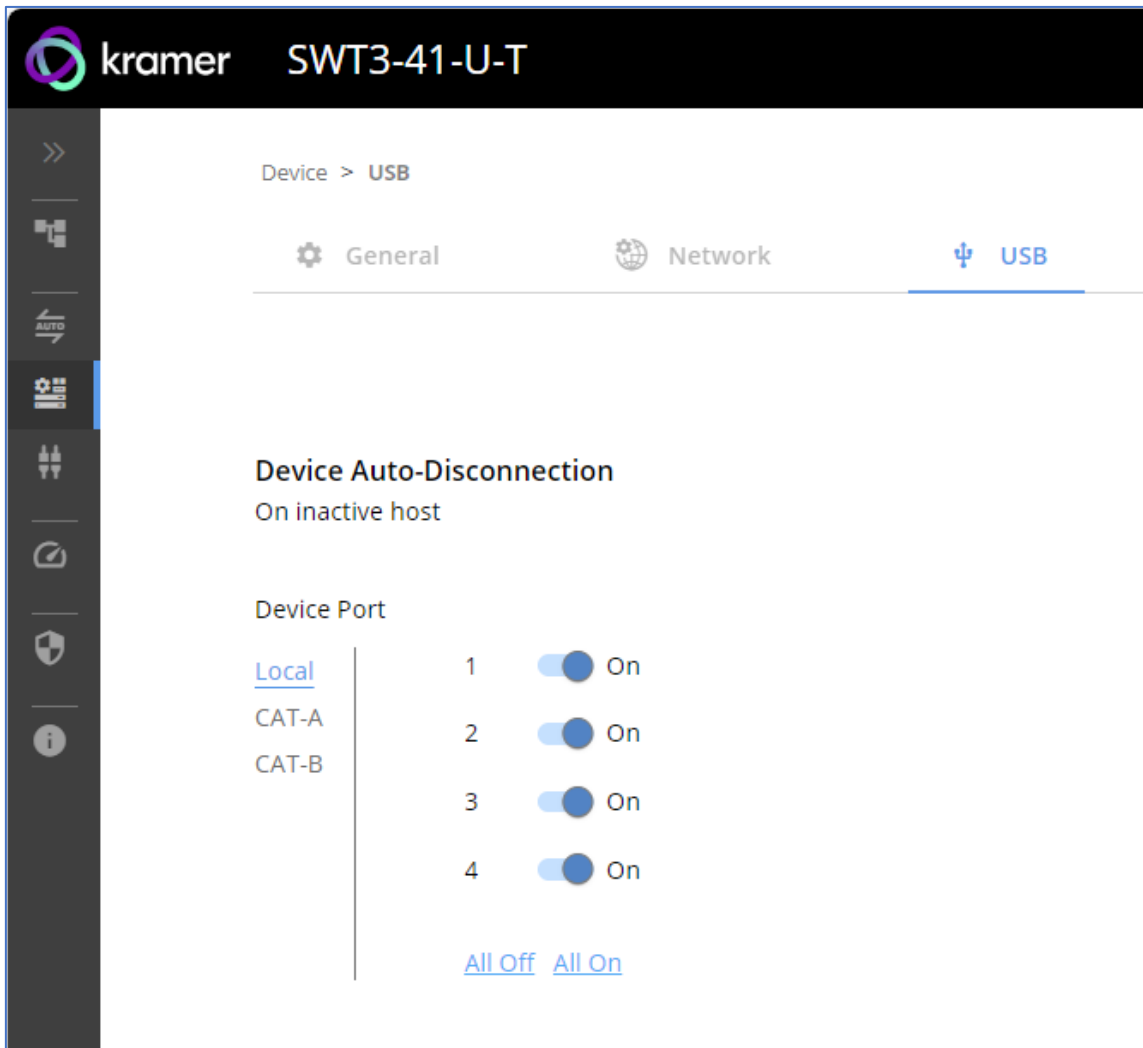 kramer SWT3-41-U-T
Device > USB
General Network USB
AUTO
Device Auto-Disconnection
On inactive host
Device Port
Local
CAT-A
CAT-B
1 On
2 On
3 On
4 On
All Off All On